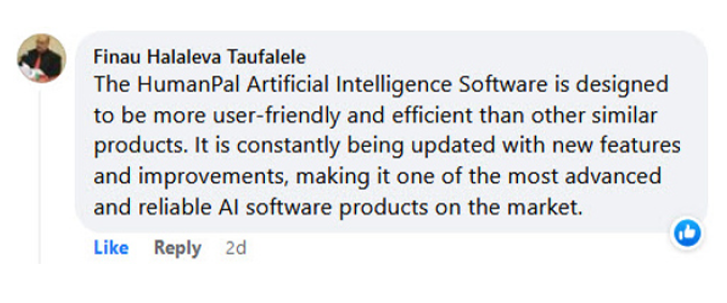 Finau Halaleva Taufalele
The HumanPal Artificial Intelligence Software is designed
to be more user-friendly and efficient than other similar
products. It is constantly being updated with new features
and improvements, making it one of the most advanced
and reliable AI software products on the market.
Like Reply 2d